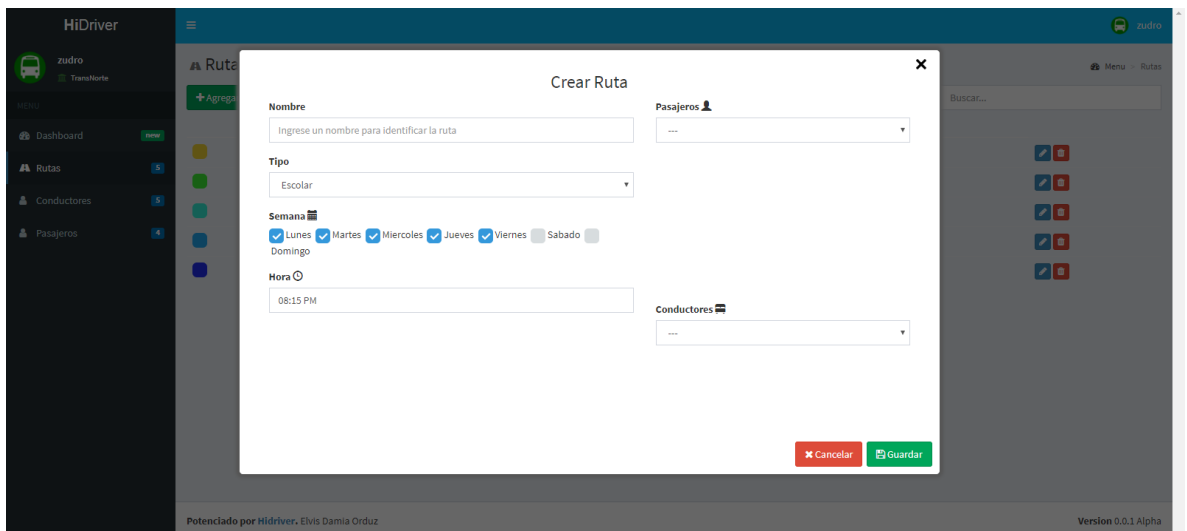 HiDriver
zudro
zudro
TransNorte
Ruta
Menu > Rutas
MENU
Agrega
Buscar...
Dashboard
new
Rutas
5
Conductores
5
Pasajeros
4
Crear Ruta
Nombre
Ingrese un nombre para identificar la ruta
Tipo
Escolar
Semana
Lunes Martes Miercoles Jueves Viernes Sabado
Domingo
Hora
08:15 PM
Pasajeros
---
Conductores
---
Cancelar
Guardar
Potenciado por Hidriver. Elvis Damia Orduz
Version 0.0.1 Alpha